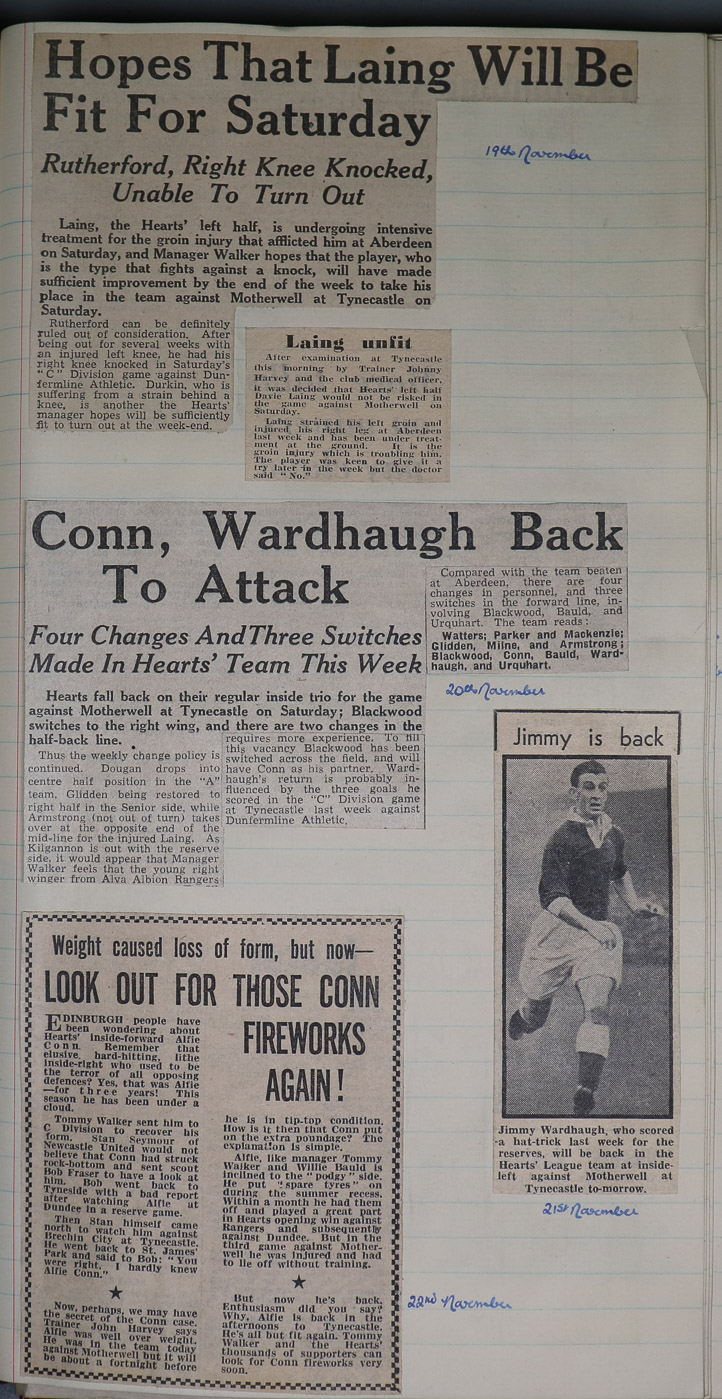 Hopes That Laing Will Be
Fit For Saturday
19th November
Rutherford, Right Knee Knocked,
Unable To Turn Out
Laing, the Hearts' left half, is undergoing intensive
treatment for the groin injury that afflicted him at Aberdeen
on Saturday, and Manager Walker hopes that the player, who
is the type that fights against a knock, will have made
sufficient improvement by the end of the week to take his
place in the team against Motherwell at Tynecastle on
Saturday.
Rutherford can be definitely
ruled out of consideration. After
being out for several weeks with
an injured left knee, he had his
right knee knocked in Saturday's
"C" Division game against Dun-
fermline Athletic. Durkin, who is
suffering from a strain behind a
knee, is another the Hearts'
manager hopes will be sufficiently
fit to turn out at the week-end.
Laing unfit
After examination at Tynecastle
this morning by Trainer Johnny
Harvey and the club medical officer,
it was decided that Hearts' left half
Davie Laing would not be risked in
the game against Motherwell on
Saturday.
Laing strained his left groin and
injured his right leg at Aberdeen
last week and has been under treat-
ment at the ground. It is the
groin injury which is troubling him.
The player was keen to give it a
try later in the week but the doctor
said "No."
Conn, Wardhaugh Back
To Attack
Four Changes And Three Switches
Made In Hearts' Team This Week
Hearts fall back on their regular inside trio for the game
against Motherwell at Tynecastle on Saturday; Blackwood
switches to the right wing, and there are two changes in the
half-back line.
Thus the weekly change policy is
continued. Dougan drops into
centre half position in the "A"
team, Glidden being restored to
right half in the Senior side, while
Armstrong (not out of turn) takes
over at the opposite end of the
mid-line for the injured Laing. As
Kilgannon is out with the reserve
side, it would appear that Manager
Walker feels that the young right
winger from Alva Albion Rangers
requires more experience. To fill
this vacancy Blackwood has been
switched across the field, and will
have Conn as his partner. Ward-
haugh's return is probably in-
fluenced by the three goals he
scored in the "C" Division game
at Tynecastle last week against
Dunfermline Athletic.
Compared with the team beaten
at Aberdeen, there are four
changes in personnel, and three
switches in the forward line, in-
volving Blackwood, Bauld, and
Urquhart. The team reads:
Watters; Parker and Mackenzie;
Glidden, Milne, and Armstrong;
Blackwood, Conn, Bauld, Ward-
haugh, and Urquhart.
20th November
Jimmy is back
Jimmy Wardhaugh, who scored
a hat-trick last week for the
reserves, will be back in the
Hearts' League team at inside-
left against Motherwell at
Tynecastle to-morrow.
21st November
Weight caused loss of form, but now—
LOOK OUT FOR THOSE CONN
FIREWORKS
AGAIN!
EDINBURGH people have
been wondering about
Hearts' inside-forward Alfie
Conn. Remember that
elusive, hard-hitting, lithe
inside-right who used to be
the terror of all opposing
defences? Yes, that was Alfie
—for three years! This
season he has been under a
cloud.
Tommy Walker sent him to
C Division to recover his
form. Stan Seymour of
Newcastle United would not
believe that Conn had struck
rock-bottom and sent scout
Bob Fraser to have a look at
him. Bob went back to
Tyneside with a bad report
after watching Alfie at
Dundee in a reserve game.
Then Stan himself came
north to watch him against
Brechin City at Tynecastle.
He went back to St. James'
Park and said to Bob: "You
were right. I hardly knew
Alfie Conn."
★
Now, perhaps, we may have
the secret of the Conn case.
Trainer John Harvey says
Alfie was well over weight.
He was in the team today
against Motherwell but it will
be about a fortnight before
he is in tip-top condition.
How is it then that Conn put
on the extra poundage? The
explanation is simple.
Alfie, like manager Tommy
Walker and Willie Bauld is
inclined to the "podgy" side.
He put "spare tyres" on
during the summer recess.
Within a month he had them
off and played a great part
in Hearts opening win against
Rangers and subsequently
against Dundee. But in the
third game against Mother-
well he was injured and had
to lie off without training.
★
But now he's back.
Enthusiasm did you say?
Why, Alfie is back in the
afternoons to Tynecastle.
He's all but fit again. Tommy
Walker and the Hearts'
thousands of supporters can
look for Conn fireworks very
soon.
22nd November